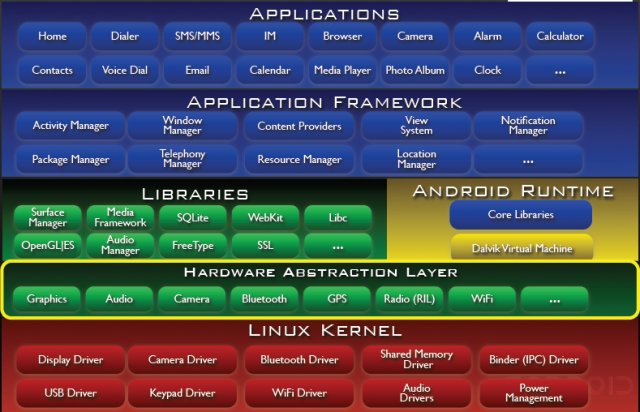 APPLICATIONS
Home Dialer SMS/MMS IM Browser Camera Alarm Calculator
Contacts Voice Dial Email Calendar Media Player Photo Album Clock ...
APPLICATION FRAMEWORK
Activity Manager Window Manager Content Providers View System Notification Manager
Package Manager Telephony Manager Resource Manager Location Manager ...
LIBRARIES
Surface Manager Media Framework SQLite WebKit Libc
OpenGL|ES Audio Manager FreeType SSL ...
ANDROID RUNTIME
Core Libraries
Dalvik Virtual Machine
HARDWARE ABSTRACTION LAYER
Graphics Audio Camera Bluetooth GPS Radio (RIL) WiFi ...
LINUX KERNEL
Display Driver Camera Driver Bluetooth Driver Shared Memory Driver Binder (IPC) Driver
USB Driver Keypad Driver WiFi Driver Audio Drivers Power Management